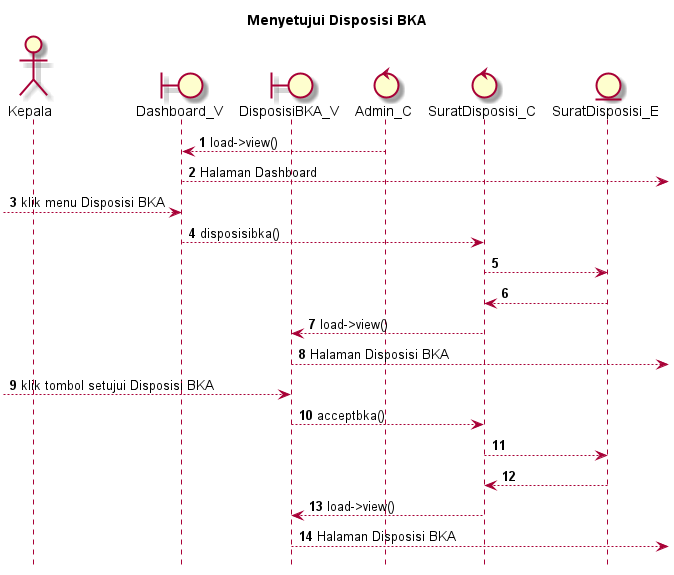 Menyetujui Disposisi BKA
Kepala Dashboard_V DisposisiBKA_V Admin_C SuratDisposisi_C SuratDisposisi_E
1 load->view()
2 Halaman Dashboard
3 klik menu Disposisi BKA
4 disposisibka()
5
6
7 load->view()
8 Halaman Disposisi BKA
9 klik tombol setujui Disposisi BKA
10 acceptbka()
11
12
13 load->view()
14 Halaman Disposisi BKA